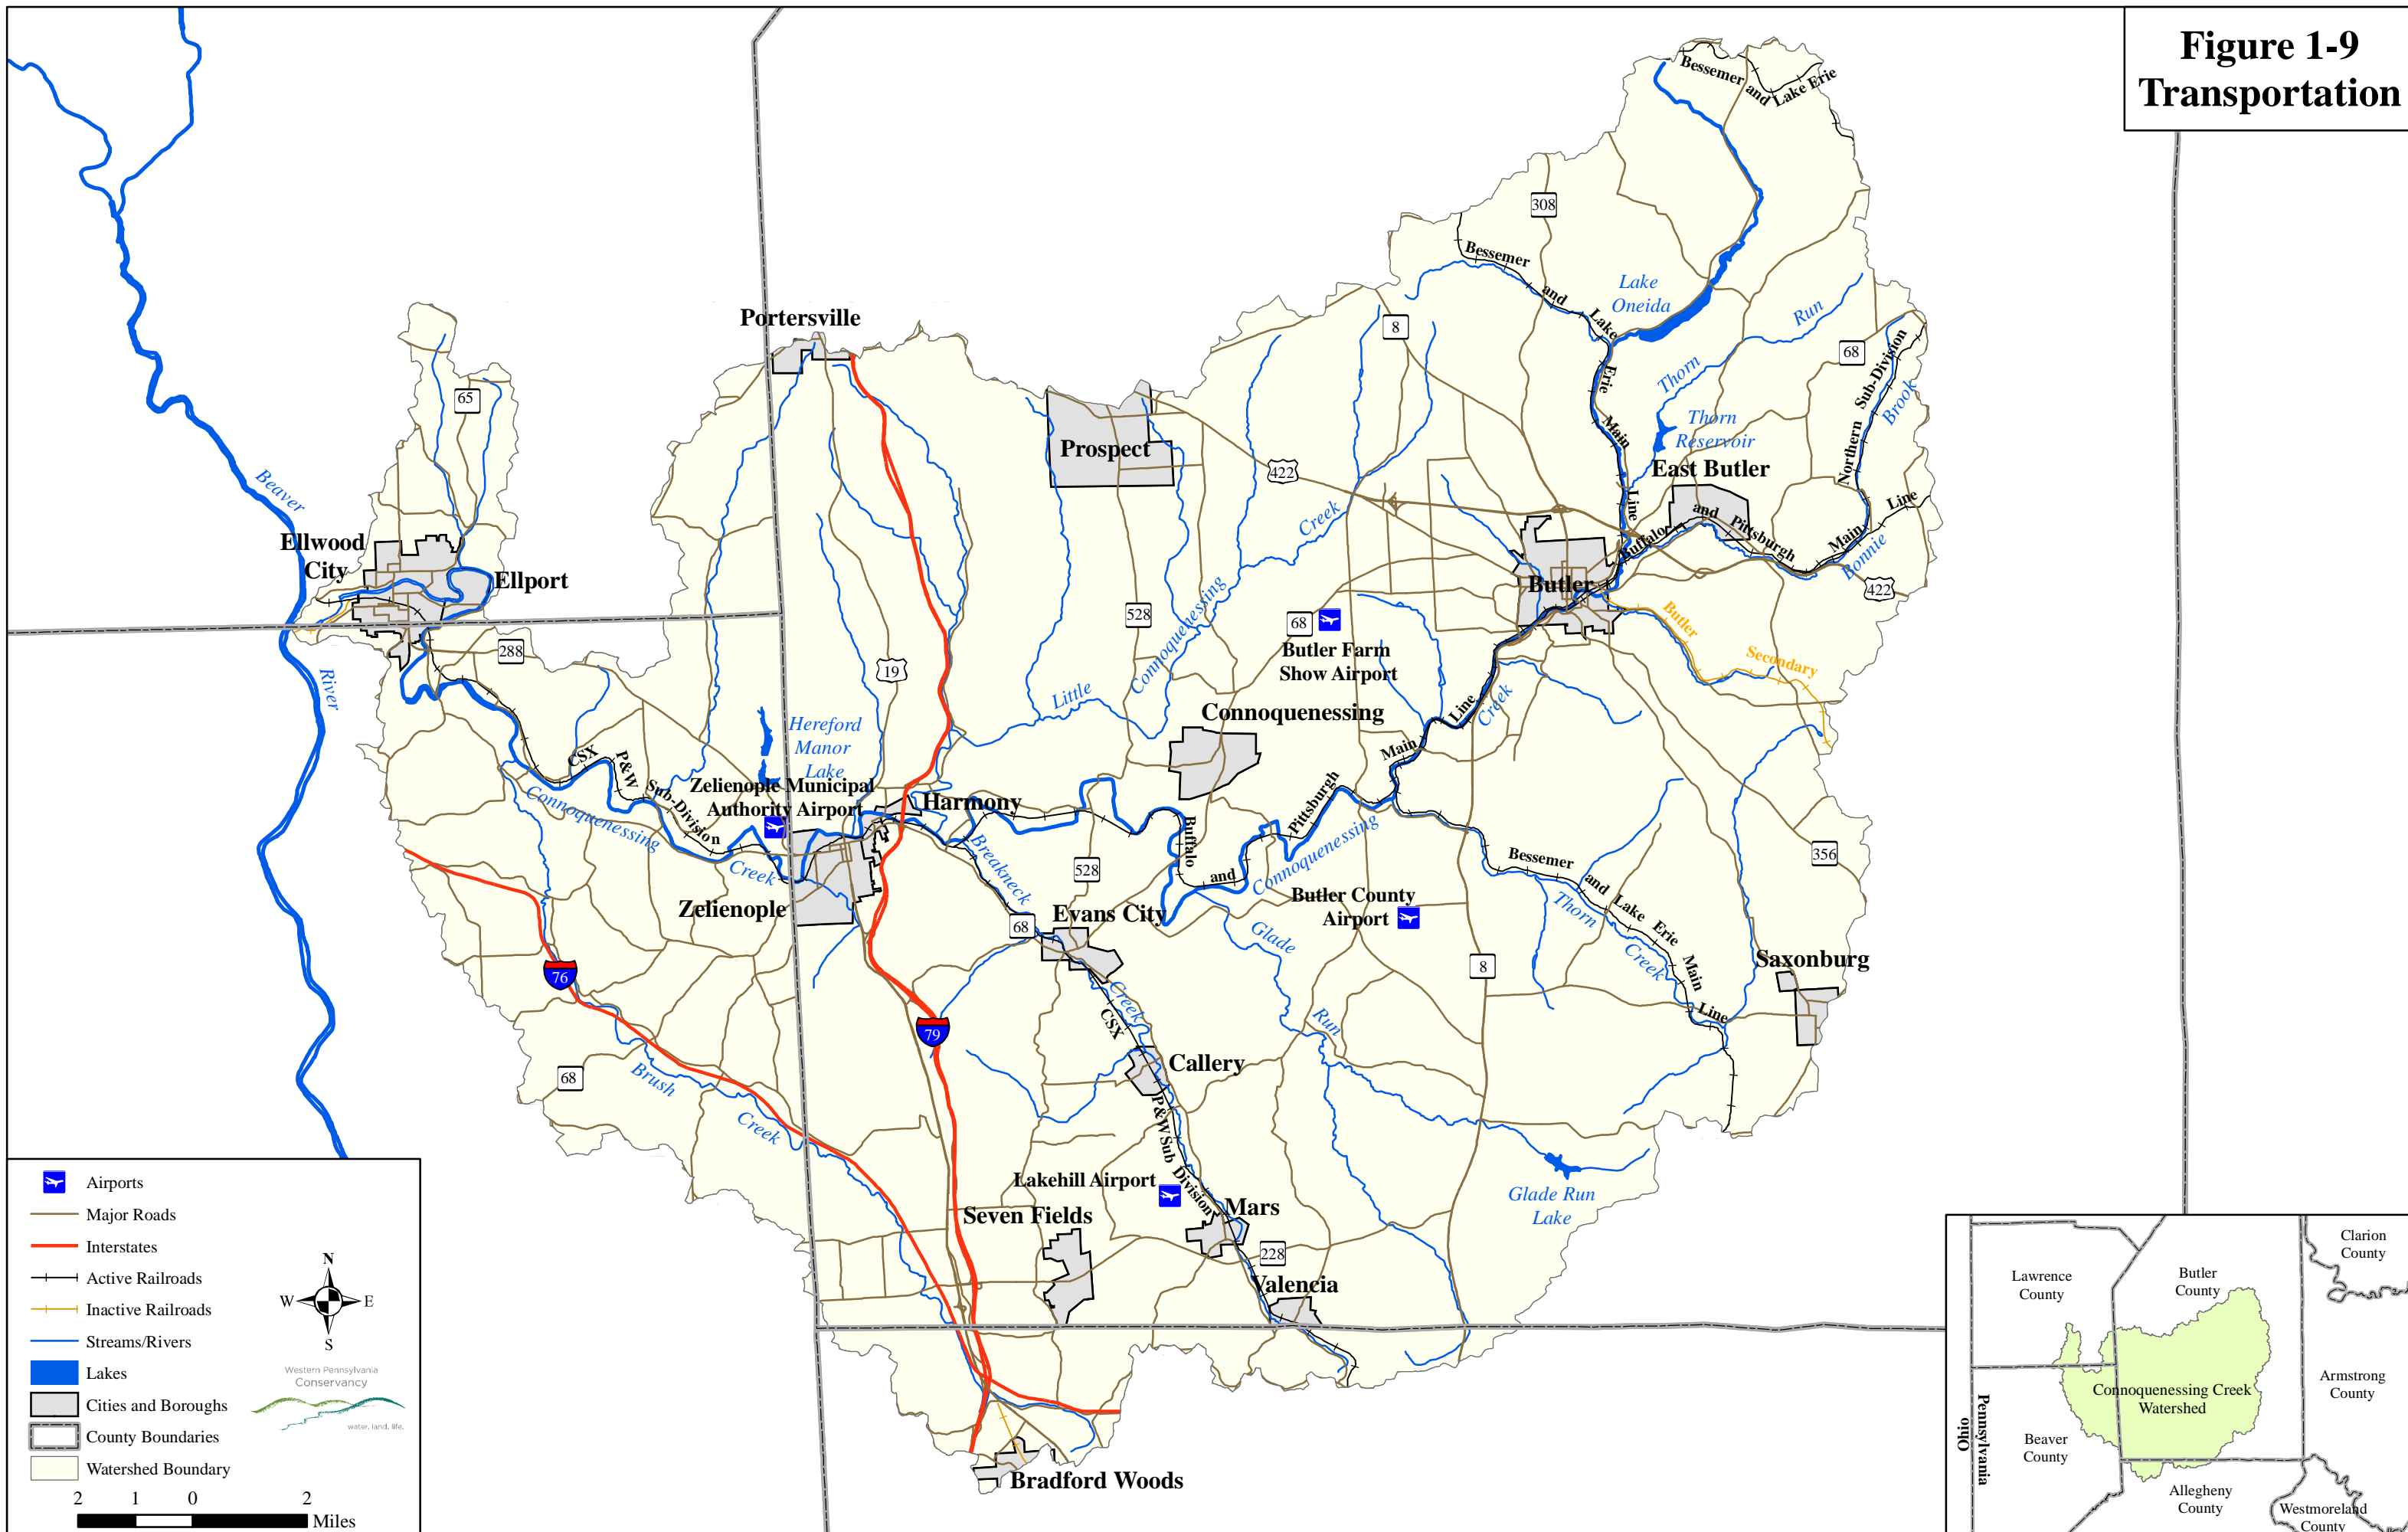 Figure 1-9
Transportation
Bessemer and Lake Erie
308
Bessemer and Lake Erie Main Line
Lake
Oneida
Thorn Run
Thorn
Reservoir
68
Northern Sub-Division
Bonnie Brook
8
Portersville
65
Prospect
422
East Butler
Buffalo and Pittsburgh Main Line
422
Beaver River
Ellwood
City
Ellport
288
19
528
Little Connoquenessing Creek
68
Butler Farm
Show Airport
Butler
Butler Secondary
Connoquenessing
Hereford
Manor
Lake
Zelienople Municipal
Authority Airport
CSX P&W Sub-Division
Connoquenessing Creek
Harmony
Breakneck Creek
Buffalo and Pittsburgh Main Line
Connoquenessing Creek
528
356
Zelienople
68
Evans City
Butler County
Airport
Bessemer and Lake Erie Main Line
Thorn Creek
Glade Run
8
Saxonburg
76
79
CSX P&W Sub Division
Callery
68
Brush Creek
Lakehill Airport
Seven Fields
Mars
228
Valencia
Glade Run
Lake
Bradford Woods
Airports
Major Roads
Interstates
Active Railroads
Inactive Railroads
Streams/Rivers
Lakes
Cities and Boroughs
County Boundaries
Watershed Boundary
N
W E
S
Western Pennsylvania
Conservancy
water. land. life.
2 1 0 2
Miles
Lawrence
County
Butler
County
Clarion
County
Connoquenessing Creek
Watershed
Armstrong
County
Beaver
County
Pennsylvania
Ohio
Allegheny
County
Westmoreland
County